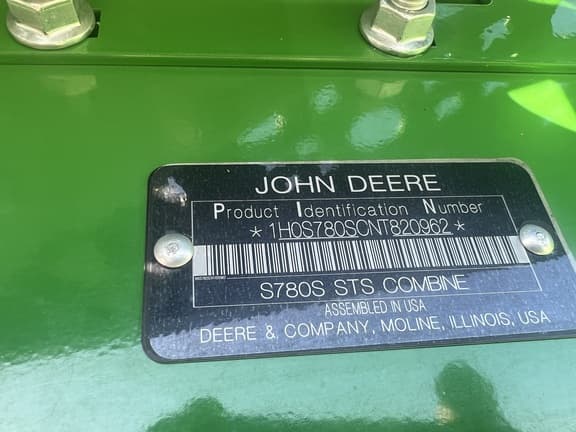 JOHN DEERE
Product Identification Number
*1H0S780SCNT820962*
S780S STS COMBINE
ASSEMBLED IN USA
DEERE & COMPANY, MOLINE, ILLINOIS, USA